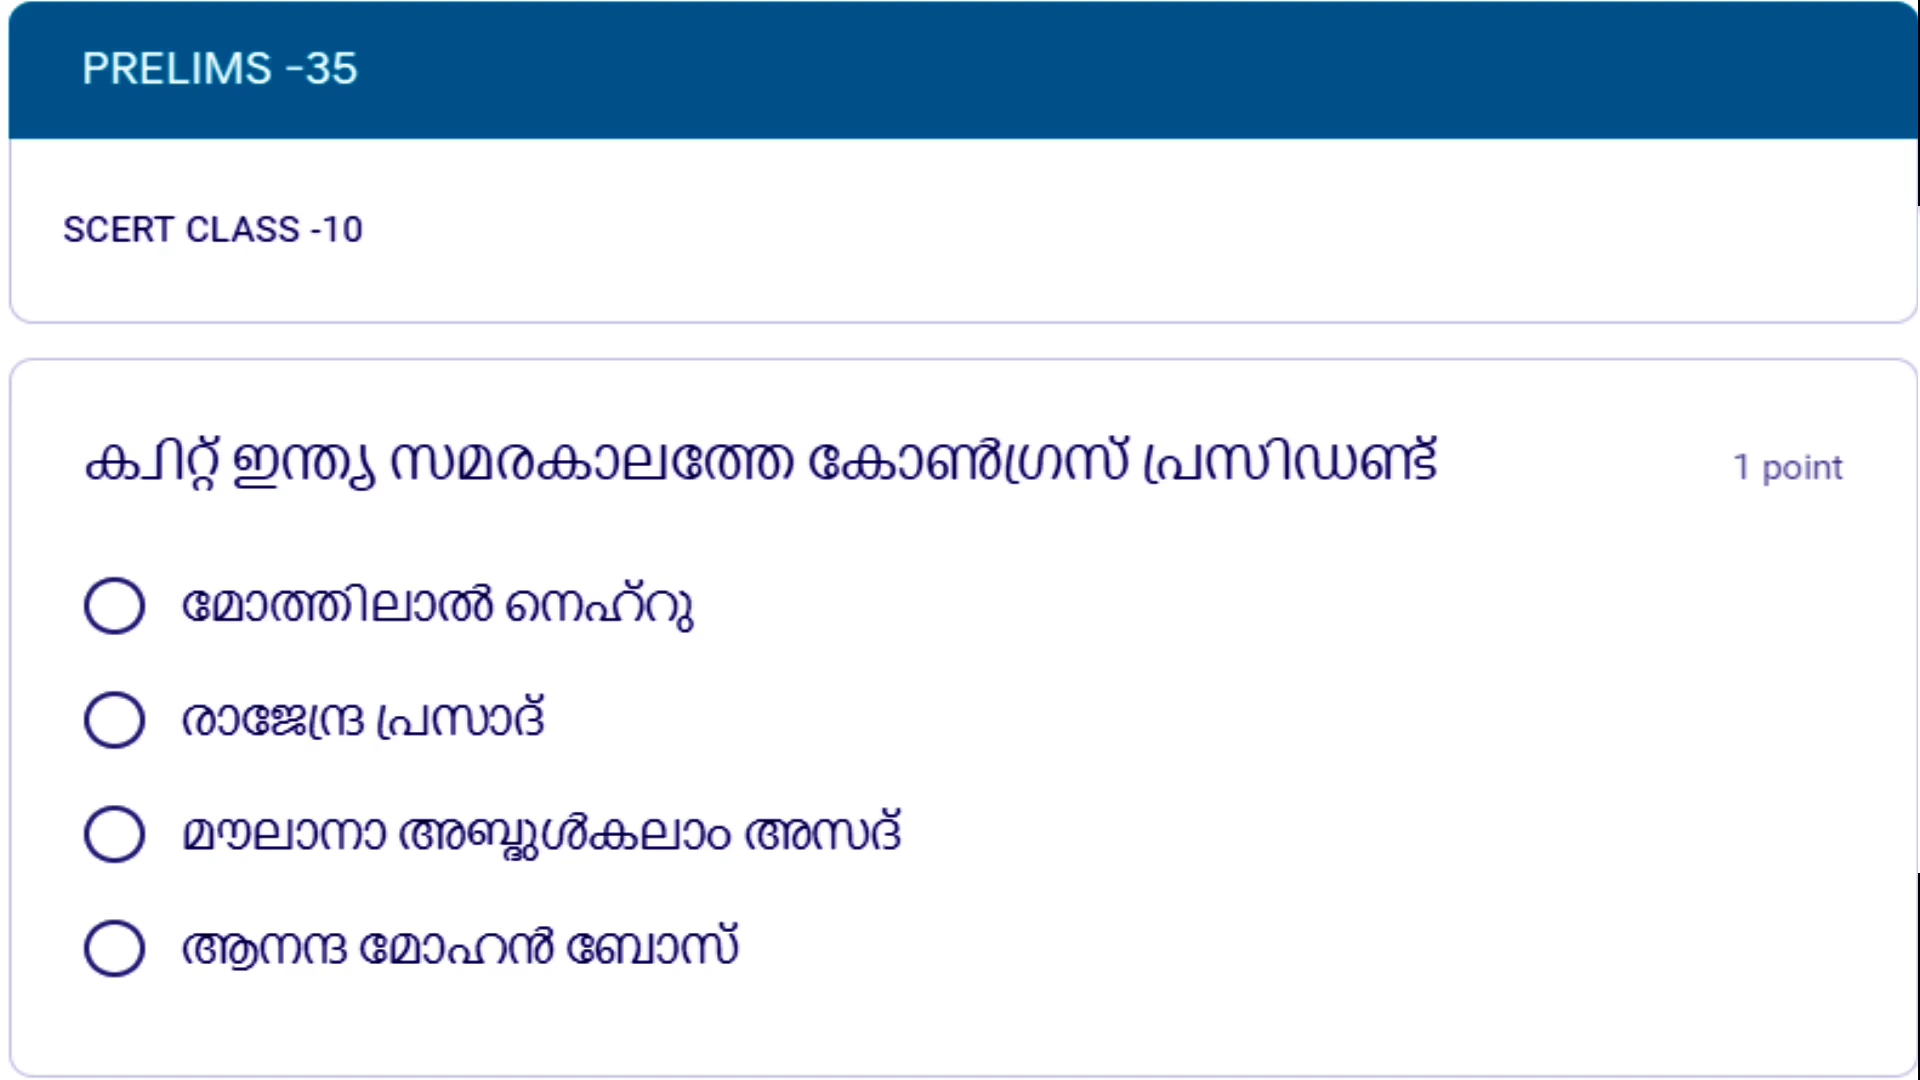 PRELIMS -35
SCERT CLASS -10
ക്വിറ്റ് ഇന്ത്യ സമരകാലത്തേ കോൺഗ്രസ് പ്രസിഡണ്ട്
1 point
മോത്തിലാൽ നെഹ്റു
രാജേന്ദ്ര പ്രസാദ്
മൗലാനാ അബ്ദുൾകലാം അസദ്
ആനന്ദ മോഹൻ ബോസ്